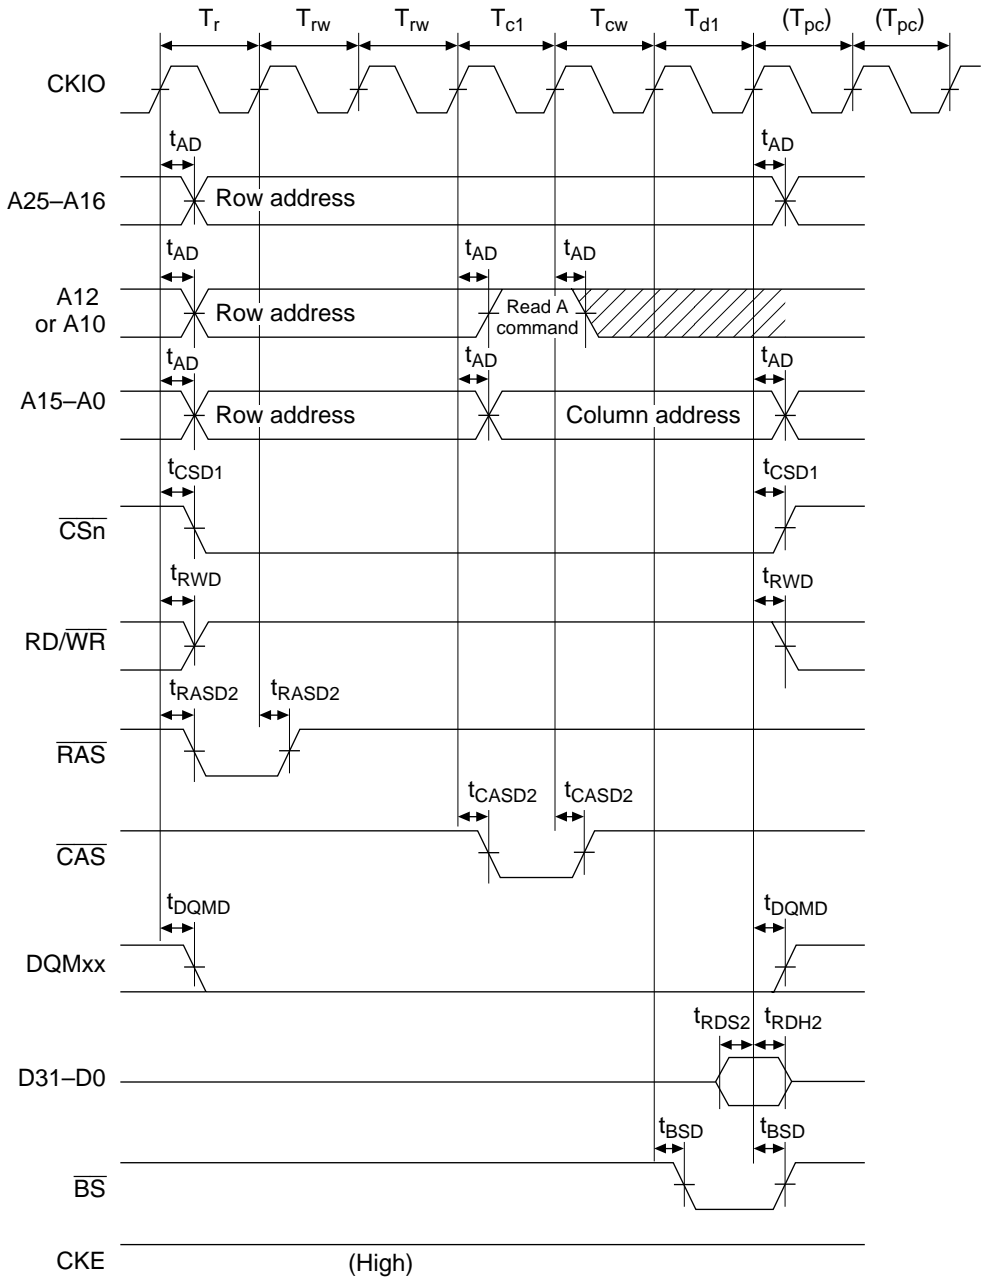 Tr Trw Trw Tc1 Tcw Td1 (Tpc) (Tpc)
CKIO
tAD tAD
A25–A16 Row address
tAD tAD tAD
A12 or A10 Row address Read A command
tAD tAD tAD
A15–A0 Row address Column address
tCSD1 tCSD1
CSn
tRWD tRWD
RD/WR
tRASD2 tRASD2
RAS
tCASD2 tCASD2
CAS
tDQMD tDQMD
DQMxx
tRDS2 tRDH2
D31–D0
tBSD tBSD
BS
CKE (High)